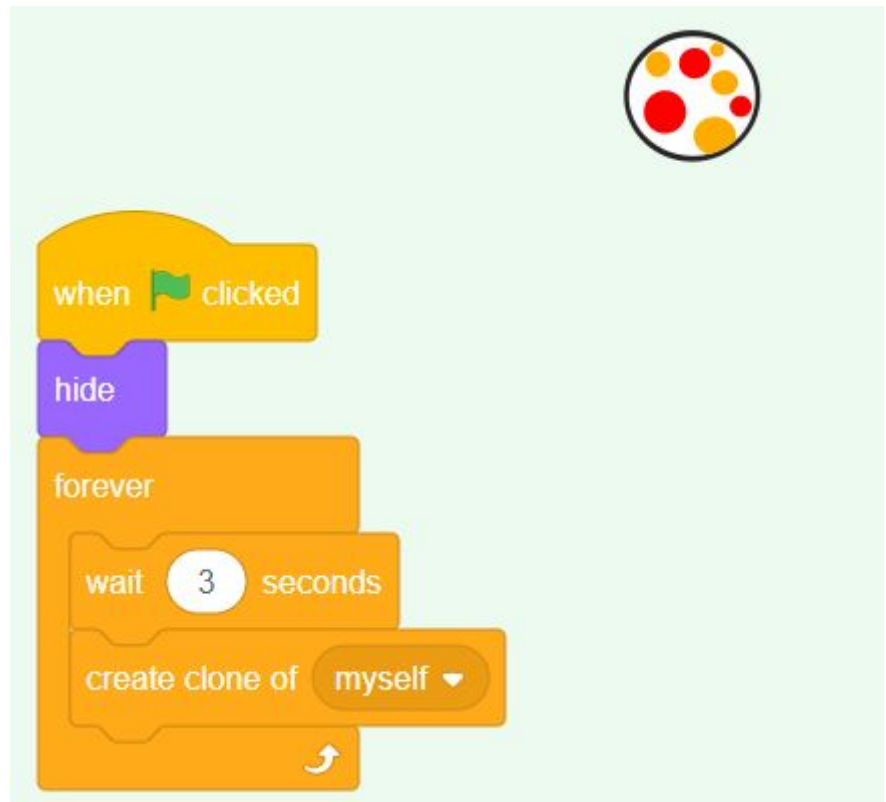 when clicked
hide
forever
wait 3 seconds
create clone of myself